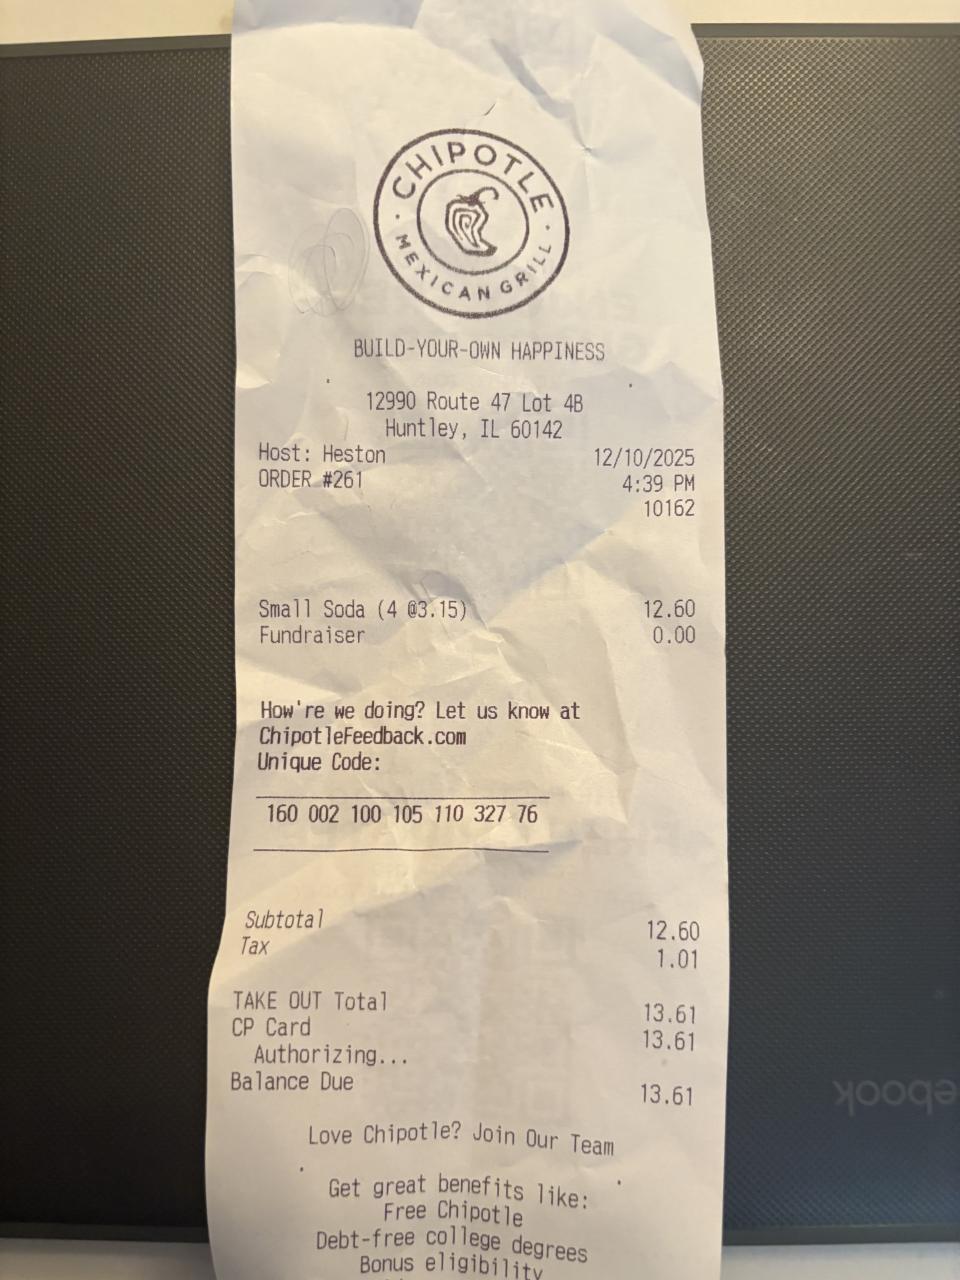 CHIPOTLE
MEXICAN GRILL
BUILD-YOUR-OWN HAPPINESS
12990 Route 47 Lot 4B
Huntley, IL 60142
Host: Heston 12/10/2025
ORDER #261 4:39 PM
10162
Small Soda (4 @3.15) 12.60
Fundraiser 0.00
How're we doing? Let us know at
ChipotleFeedback.com
Unique Code:
160 002 100 105 110 327 76
Subtotal 12.60
Tax 1.01
TAKE OUT Total 13.61
CP Card 13.61
Authorizing...
Balance Due 13.61
Love Chipotle? Join Our Team
Get great benefits like:
Free Chipotle
Debt-free college degrees
Bonus eligibility
ebook